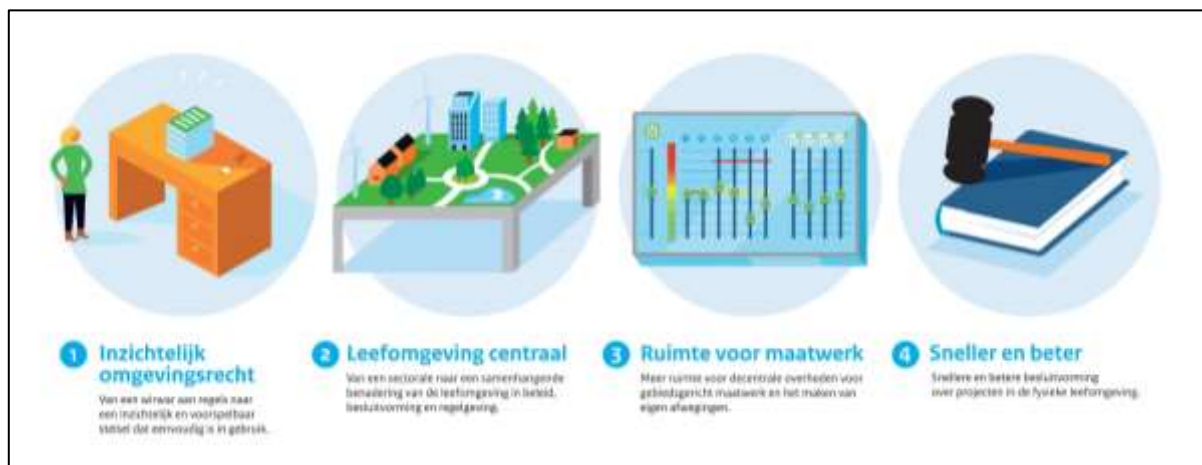 1 Inzichtelijk
omgevingsrecht
Van een wirwar aan regels naar
een inzichtelijk en voorspelbaar
stelsel dat eenvoudig is in gebruik.
2 Leefomgeving centraal
Van een sectorale naar een samenhangende
benadering van de leefomgeving in beleid,
besluitvorming en regelgeving.
3 Ruimte voor maatwerk
Meer ruimte voor decentrale overheden voor
gebiedsgericht maatwerk en het maken van
eigen afwegingen.
4 Sneller en beter
Snellere en betere besluitvorming
over projecten in de fysieke leefomgeving.